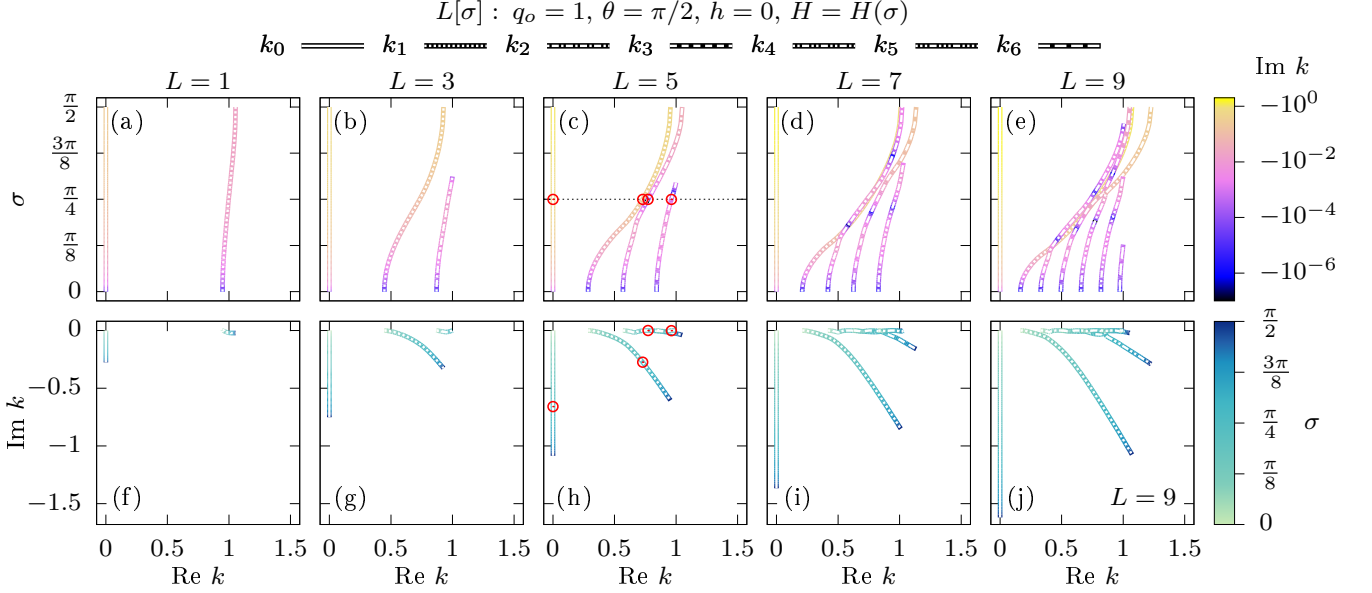 L[σ] : q_o = 1, θ = π/2, h = 0, H = H(σ)
k_0 k_1 k_2 k_3 k_4 k_5 k_6
L = 1 L = 3 L = 5 L = 7 L = 9 Im k
(a) (b) (c) (d) (e)
π/2
3π/8
π/4
π/8
0
σ
−10^0
−10^−2
−10^−4
−10^−6
0
−0.5
−1
−1.5
Im k
(f) (g) (h) (i) (j) L = 9
π/2
3π/8
π/4
π/8
0
σ
0 0.5 1 1.5 0 0.5 1 1.5 0 0.5 1 1.5 0 0.5 1 1.5 0 0.5 1 1.5
Re k Re k Re k Re k Re k